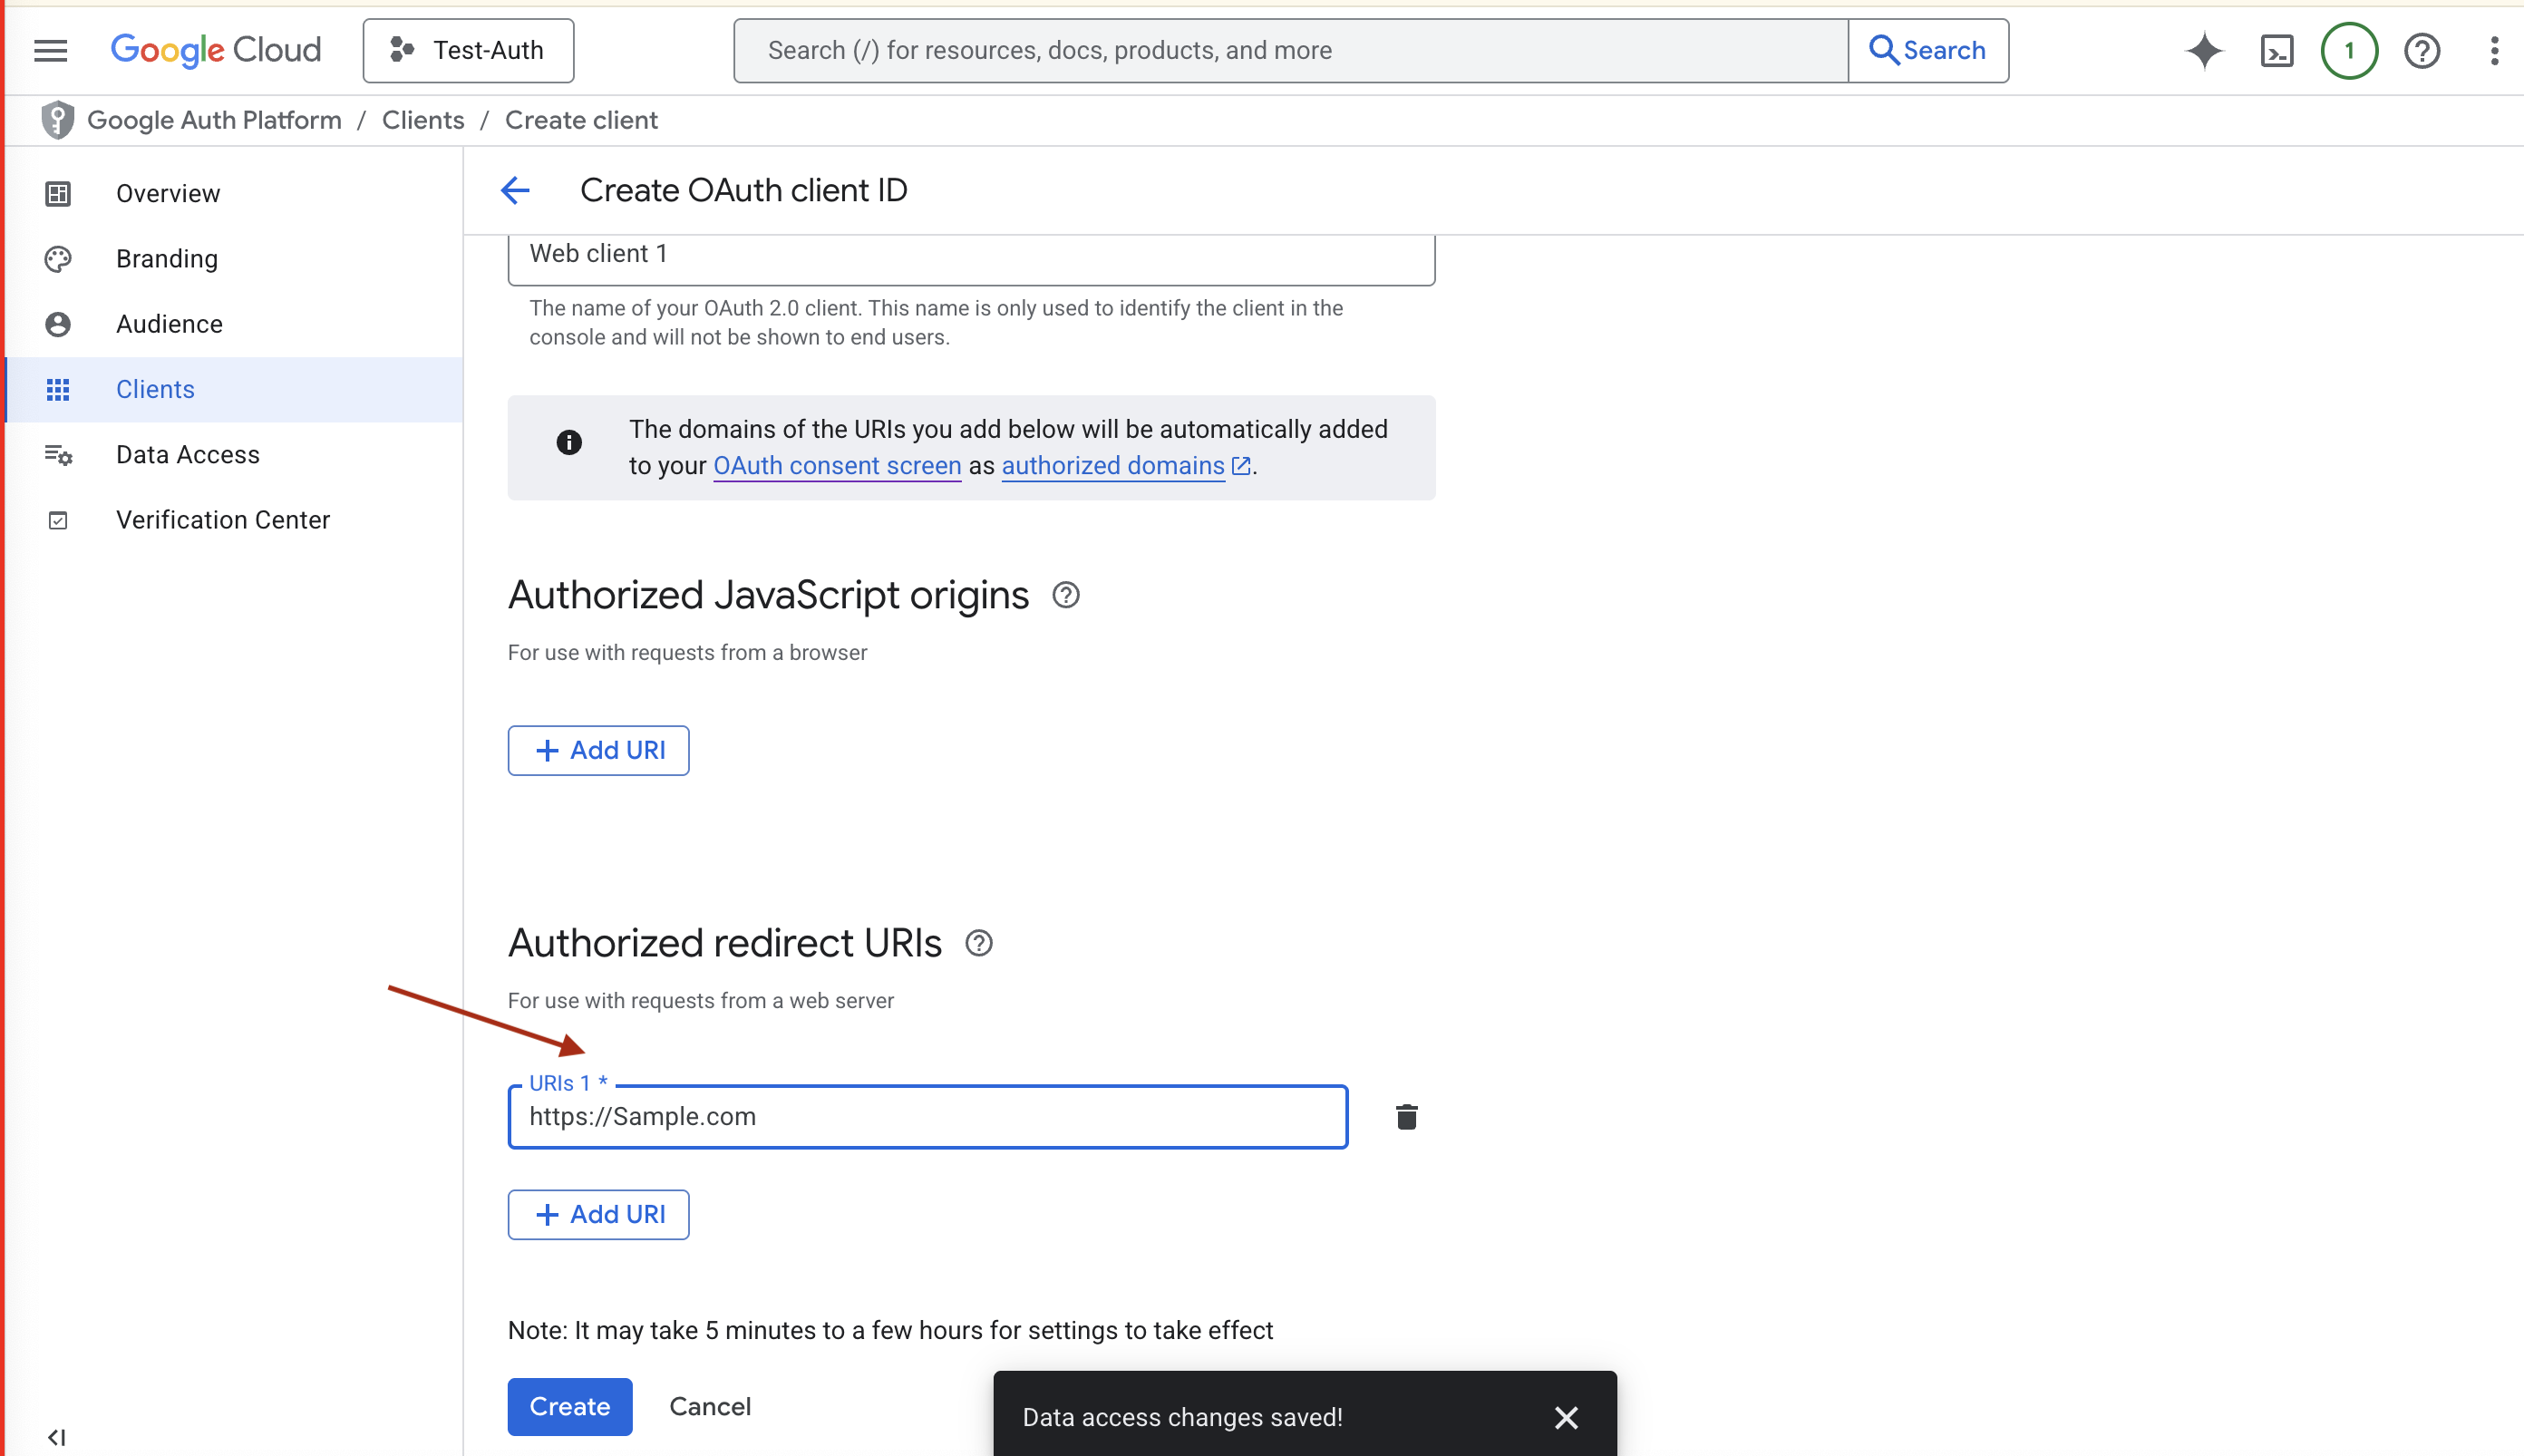 Google Cloud
Test-Auth
Search (/) for resources, docs, products, and more
Search
1
Google Auth Platform / Clients / Create client
Overview
Branding
Audience
Clients
Data Access
Verification Center
Create OAuth client ID
Web client 1
The name of your OAuth 2.0 client. This name is only used to identify the client in the
console and will not be shown to end users.
The domains of the URIs you add below will be automatically added
to your OAuth consent screen as authorized domains.
Authorized JavaScript origins
For use with requests from a browser
+ Add URI
Authorized redirect URIs
For use with requests from a web server
URIs 1 *
https://Sample.com
+ Add URI
Note: It may take 5 minutes to a few hours for settings to take effect
Create
Cancel
Data access changes saved!